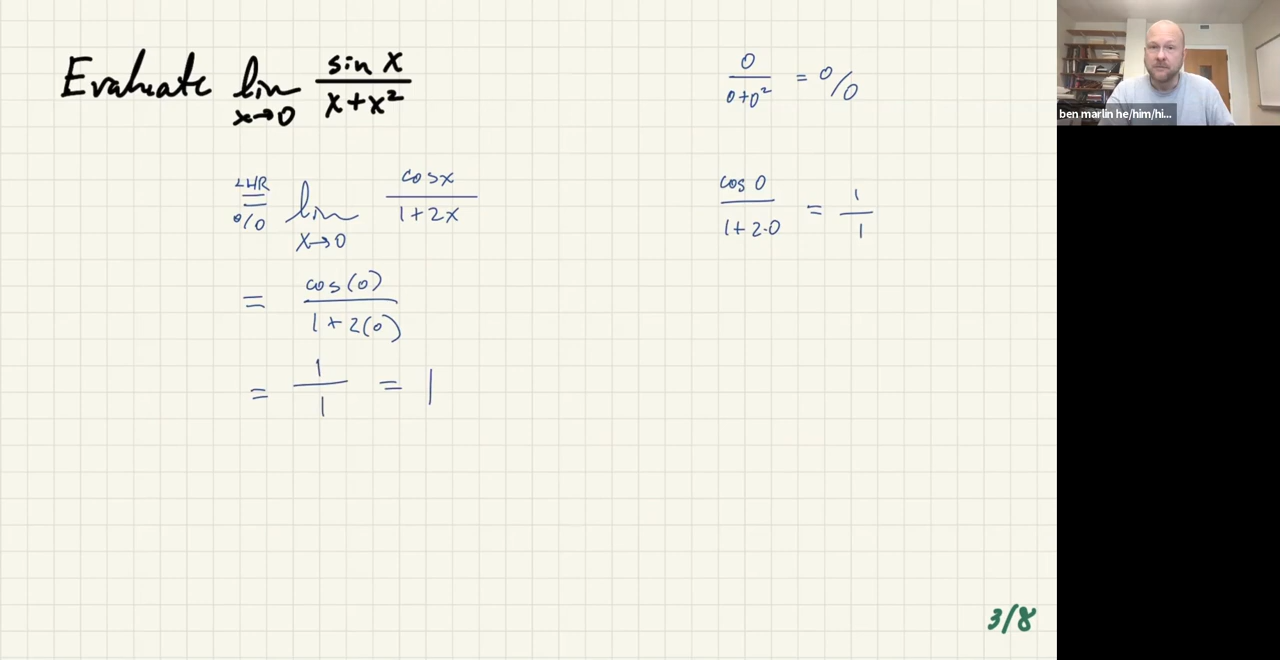 Evaluate lim x→0 sin x / x + x²
0 / 0+0² = 0/0
LHR = 0/0 lim x→0 cos x / 1 + 2x
cos 0 / 1 + 2·0 = 1 / 1
= cos(0) / 1 + 2(0)
= 1 / 1 = 1
3/8
ben marlin he/him/hi...